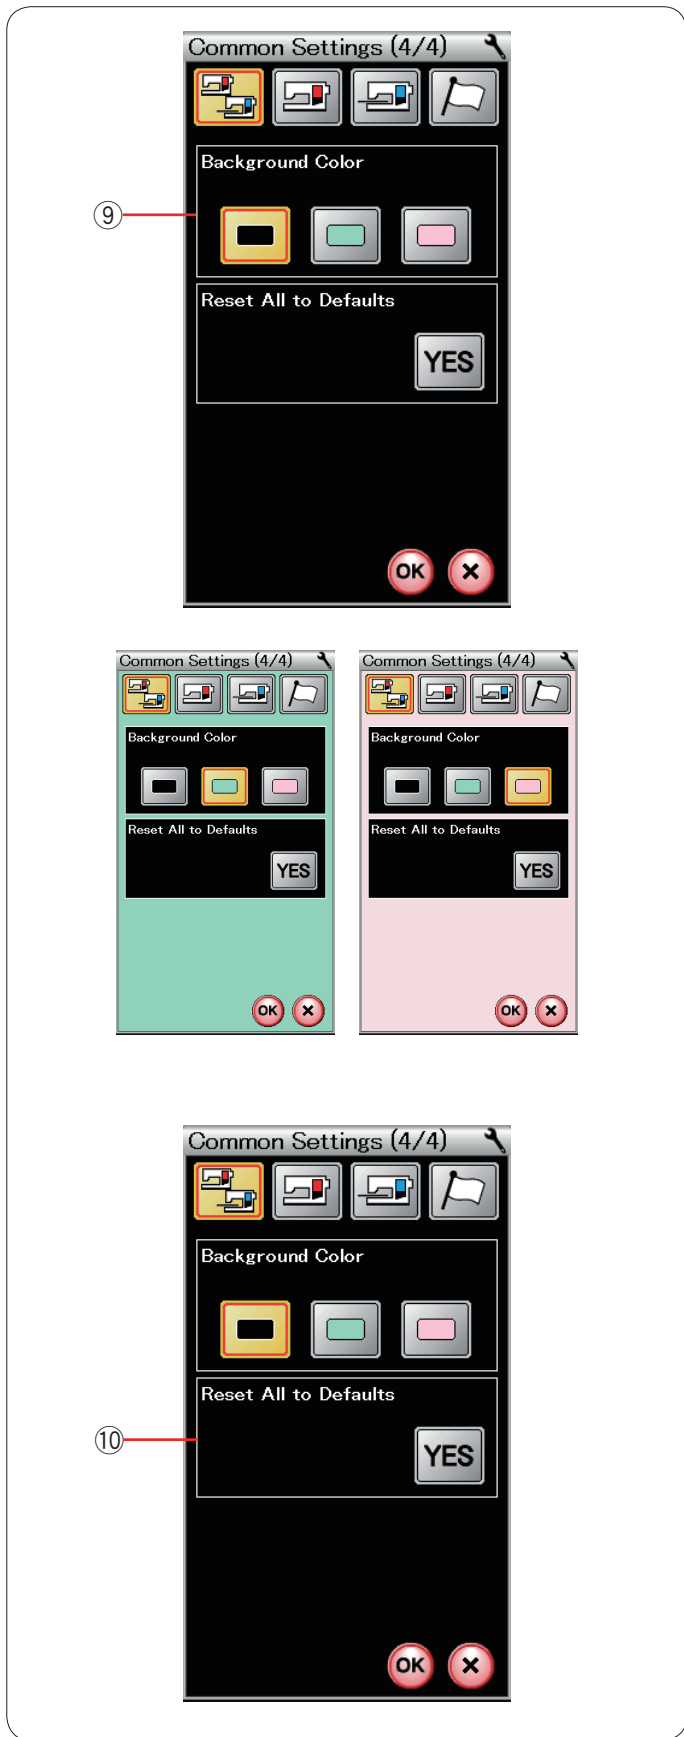 Common Settings (4/4)
Background Color
⑨
Reset All to Defaults
YES
OK
Common Settings (4/4)
Background Color
Reset All to Defaults
YES
OK
Common Settings (4/4)
Background Color
Reset All to Defaults
YES
OK
Common Settings (4/4)
Background Color
Reset All to Defaults
⑩
YES
OK